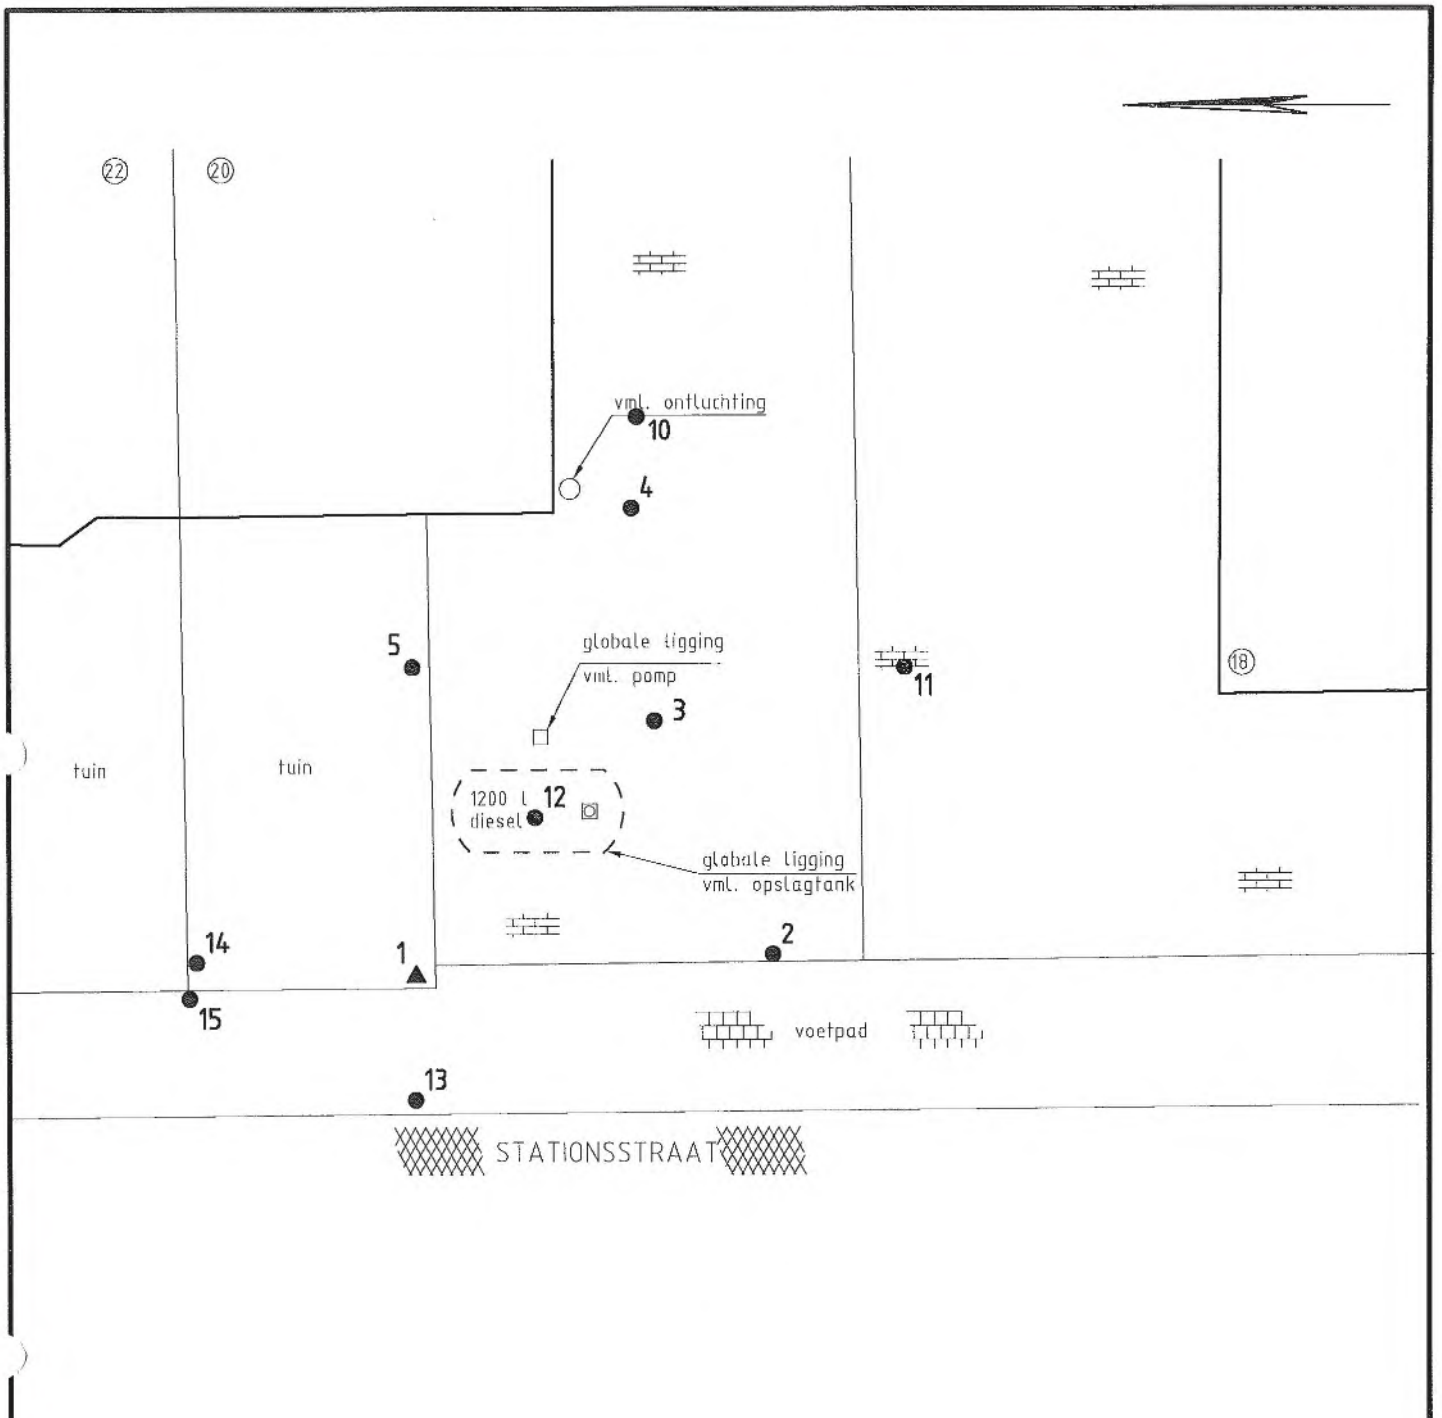 22
20
vml. ontluchting
10
4
5
globale ligging
vml. pomp
18
11
3
tuin
tuin
1200 l
diesel
12
globale ligging
vml. opslagtank
2
14
1
15
voetpad
13
STATIONSSTRAAT